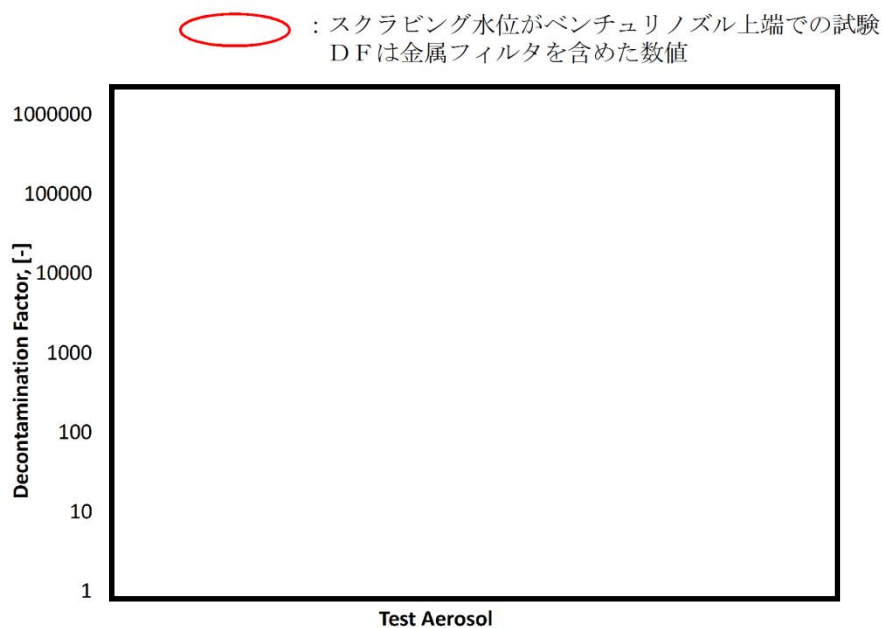 ：スクラビング水位がベンチュリノズル上端での試験
ＤＦは金属フィルタを含めた数値
1000000
100000
10000
1000
100
10
1
Decontamination Factor, [-]
Test Aerosol